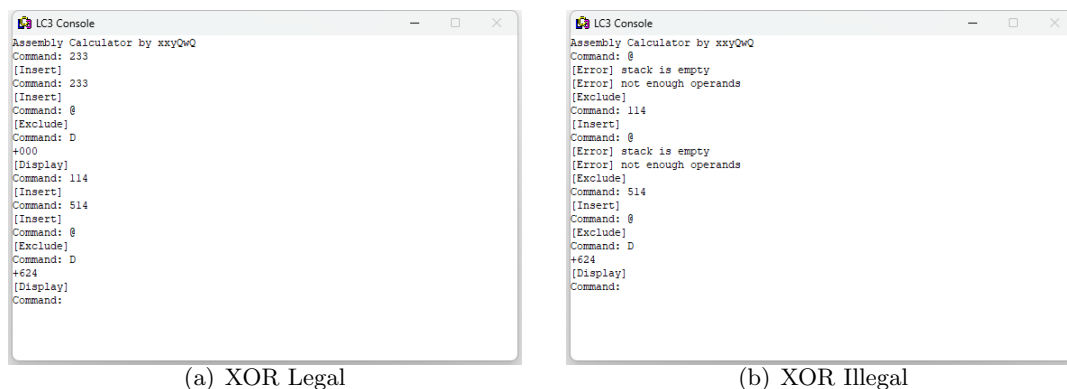 LC3 Console
Assembly Calculator by xxyQwQ
Command: 233
[Insert]
Command: 233
[Insert]
Command: @
[Exclude]
Command: D
+000
[Display]
Command: 114
[Insert]
Command: 514
[Insert]
Command: @
[Exclude]
Command: D
+624
[Display]
Command:
(a) XOR Legal
LC3 Console
Assembly Calculator by xxyQwQ
Command: @
[Error] stack is empty
[Error] not enough operands
[Exclude]
Command: 114
[Insert]
Command: @
[Error] stack is empty
[Error] not enough operands
[Exclude]
Command: 514
[Insert]
Command: @
[Exclude]
Command: D
+624
[Display]
Command:
(b) XOR Illegal